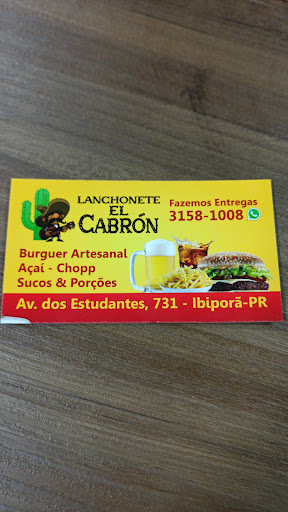 LANCHONETE
EL
CABRÓN
Fazemos Entregas
3158-1008
Burguer Artesanal
Açaí - Chopp
Sucos & Porções
Av. dos Estudantes, 731 - Ibiporã-PR